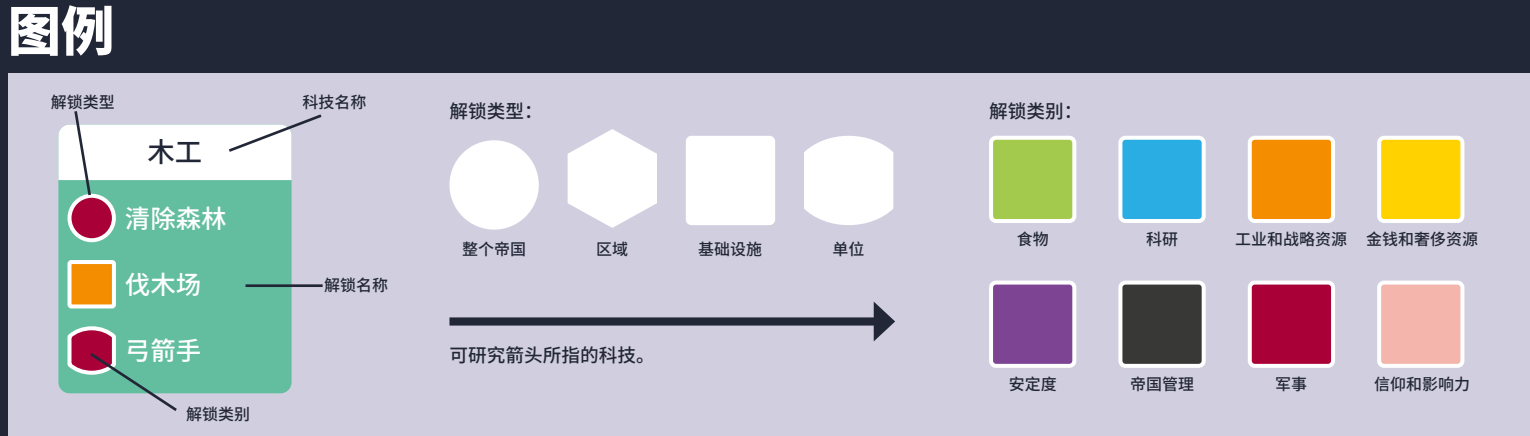 图例
解锁类型
科技名称
木工
清除森林
伐木场
解锁名称
弓箭手
解锁类别
解锁类型：
整个帝国
区域
基础设施
单位
可研究箭头所指的科技。
解锁类别：
食物
科研
工业和战略资源
金钱和奢侈资源
安定度
帝国管理
军事
信仰和影响力